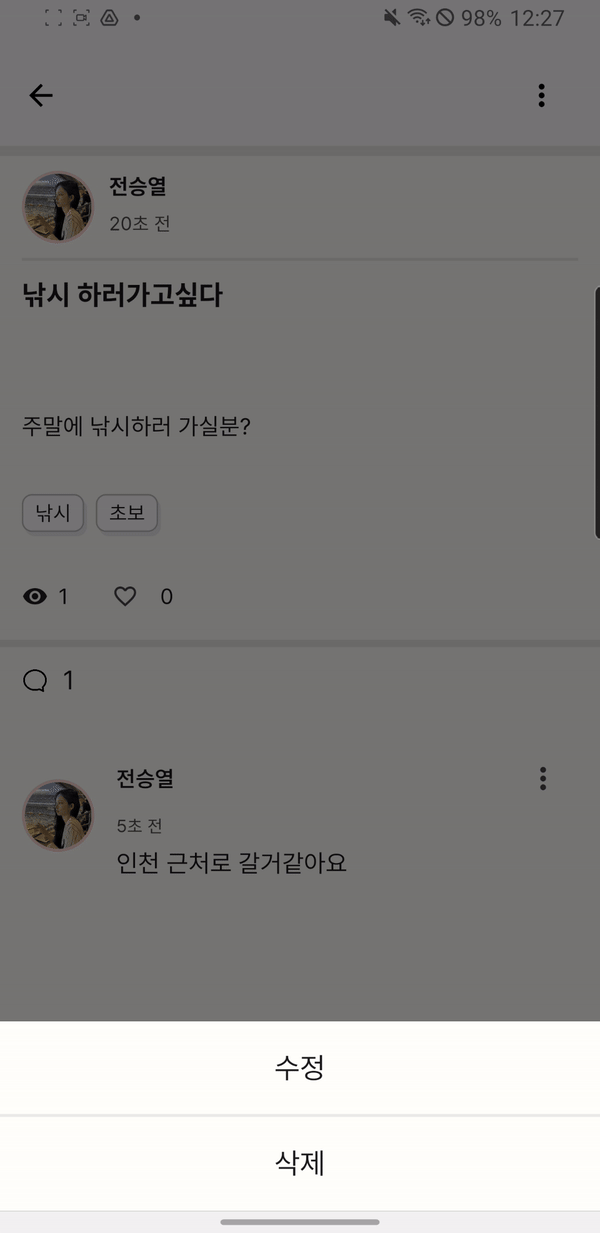 98% 12:27
전승열
20초 전
낚시 하러가고싶다
주말에 낚시하러 가실분?
낚시 초보
1 0
1
전승열
5초 전
인천 근처로 갈거같아요
수정
삭제